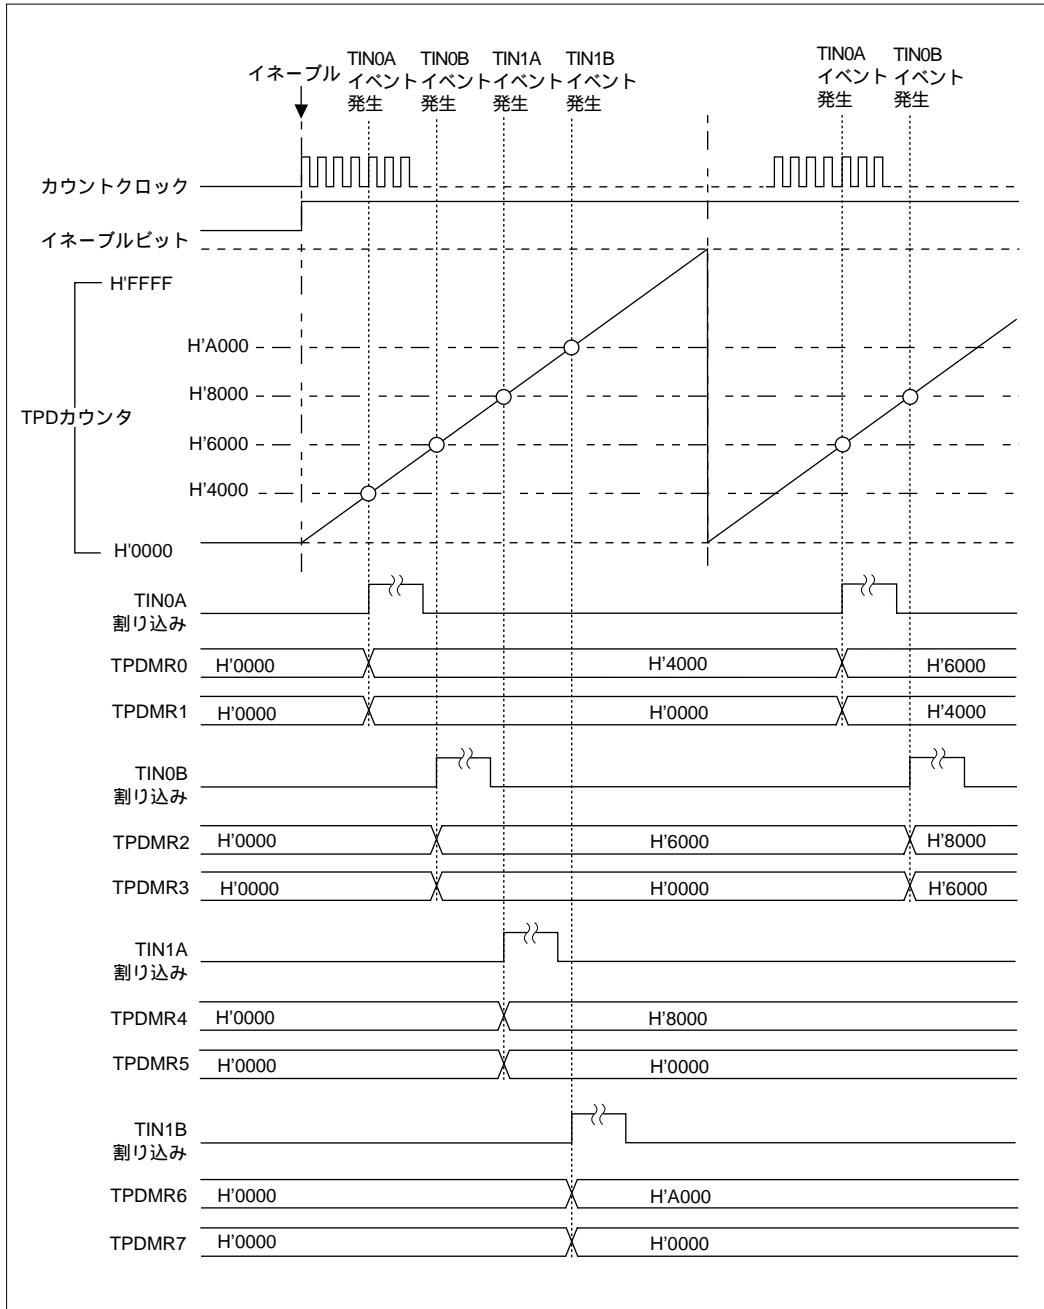 イネーブル
TIN0A
イベント
発生
TIN0B
イベント
発生
TIN1A
イベント
発生
TIN1B
イベント
発生
TIN0A
イベント
発生
TIN0B
イベント
発生
カウントクロック
イネーブルビット
H'FFFF
H'A000
H'8000
TPDカウンタ
H'6000
H'4000
H'0000
TIN0A
割り込み
TPDMR0 H'0000 H'4000 H'6000
TPDMR1 H'0000 H'0000 H'4000
TIN0B
割り込み
TPDMR2 H'0000 H'6000 H'8000
TPDMR3 H'0000 H'0000 H'6000
TIN1A
割り込み
TPDMR4 H'0000 H'8000
TPDMR5 H'0000 H'0000
TIN1B
割り込み
TPDMR6 H'0000 H'A000
TPDMR7 H'0000 H'0000